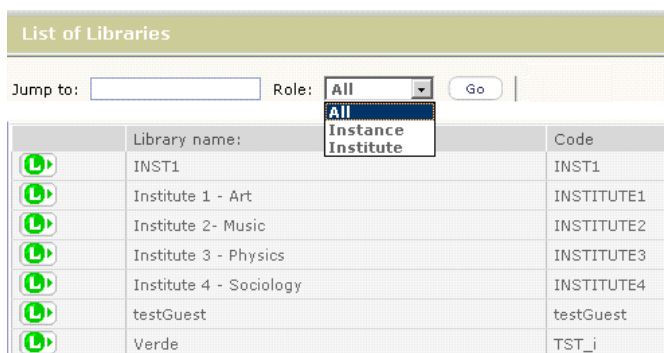 List of Libraries
Jump to: Role: All Go
All
Instance
Institute
Library name: Code
L INST1 INST1
L Institute 1 - Art INSTITUTE1
L Institute 2- Music INSTITUTE2
L Institute 3 - Physics INSTITUTE3
L Institute 4 - Sociology INSTITUTE4
L testGuest testGuest
L Verde TST_i